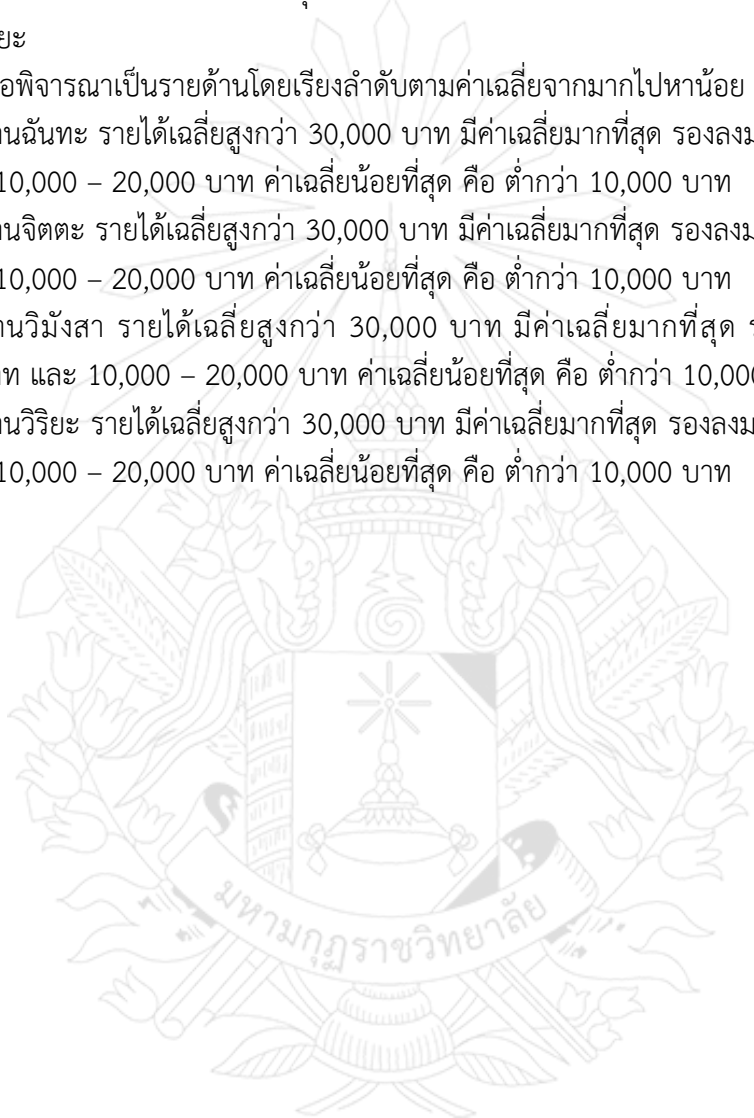 ยะ
อพิจารณาเป็นรายด้านโดยเรียงลำดับตามค่าเฉลี่ยจากมากไปหาน้อย
านฉันทะ รายได้เฉลี่ยสูงกว่า 30,000 บาท มีค่าเฉลี่ยมากที่สุด รองลงม
10,000 – 20,000 บาท ค่าเฉลี่ยน้อยที่สุด คือ ต่ำกว่า 10,000 บาท
านจิตตะ รายได้เฉลี่ยสูงกว่า 30,000 บาท มีค่าเฉลี่ยมากที่สุด รองลงม
10,000 – 20,000 บาท ค่าเฉลี่ยน้อยที่สุด คือ ต่ำกว่า 10,000 บาท
านวิมังสา รายได้เฉลี่ยสูงกว่า 30,000 บาท มีค่าเฉลี่ยมากที่สุด ร
าท และ 10,000 – 20,000 บาท ค่าเฉลี่ยน้อยที่สุด คือ ต่ำกว่า 10,000
านวิริยะ รายได้เฉลี่ยสูงกว่า 30,000 บาท มีค่าเฉลี่ยมากที่สุด รองลงม
10,000 – 20,000 บาท ค่าเฉลี่ยน้อยที่สุด คือ ต่ำกว่า 10,000 บาท
มหามกุฏราชวิทยาลัย